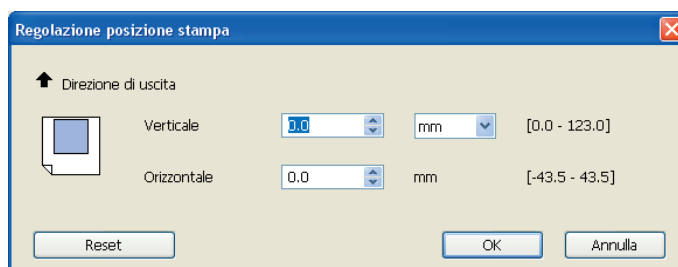 Regolazione posizione stampa
Direzione di uscita
Verticale 0.0 mm [0.0 - 123.0]
Orizzontale 0.0 mm [-43.5 - 43.5]
Reset OK Annulla